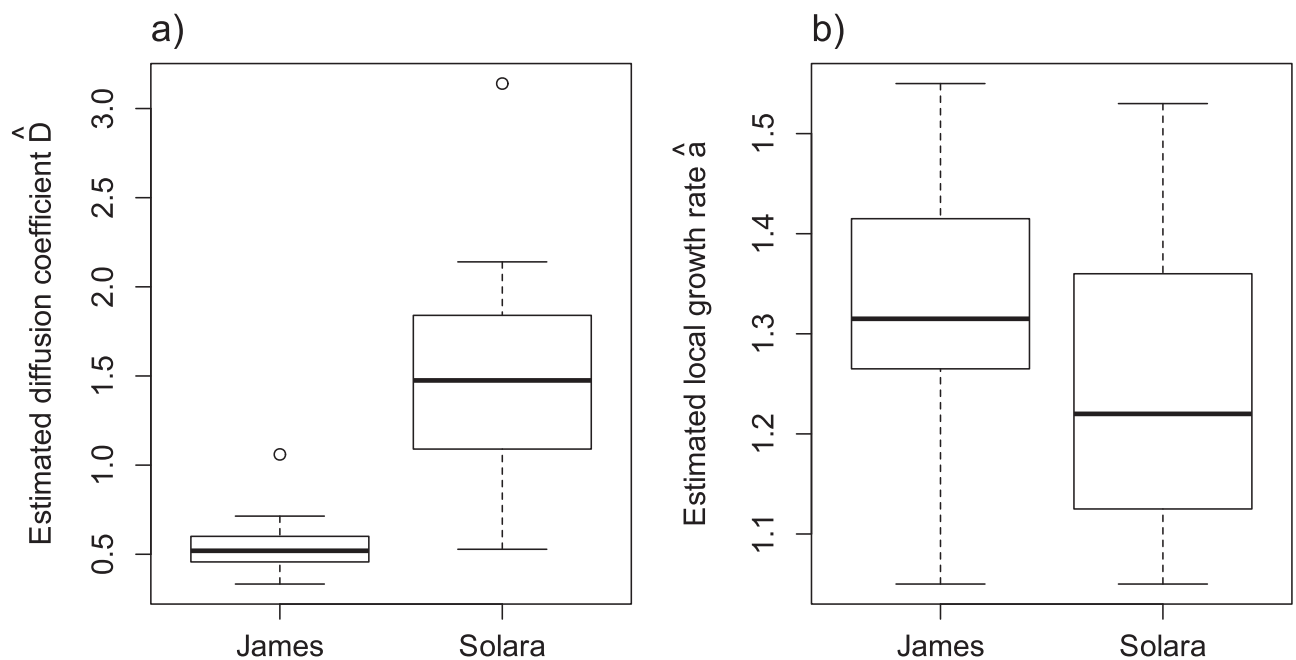 a)
Estimated diffusion coefficient D̂
3.0
2.5
2.0
1.5
1.0
0.5
James
Solara
b)
Estimated local growth rate â
1.5
1.4
1.3
1.2
1.1
James
Solara